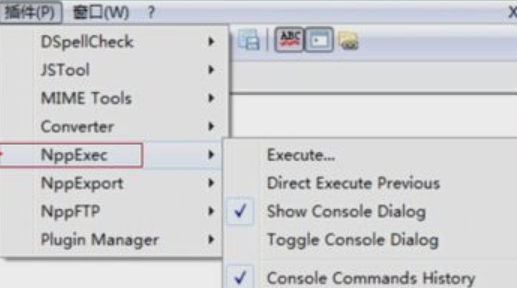 插件(P) 窗口(W) ? X
DSpellCheck
ABC
JSTool
MIME Tools
Converter
NppExec
NppExport
NppFTP
Plugin Manager
Execute...
Direct Execute Previous
Show Console Dialog
Toggle Console Dialog
Console Commands History